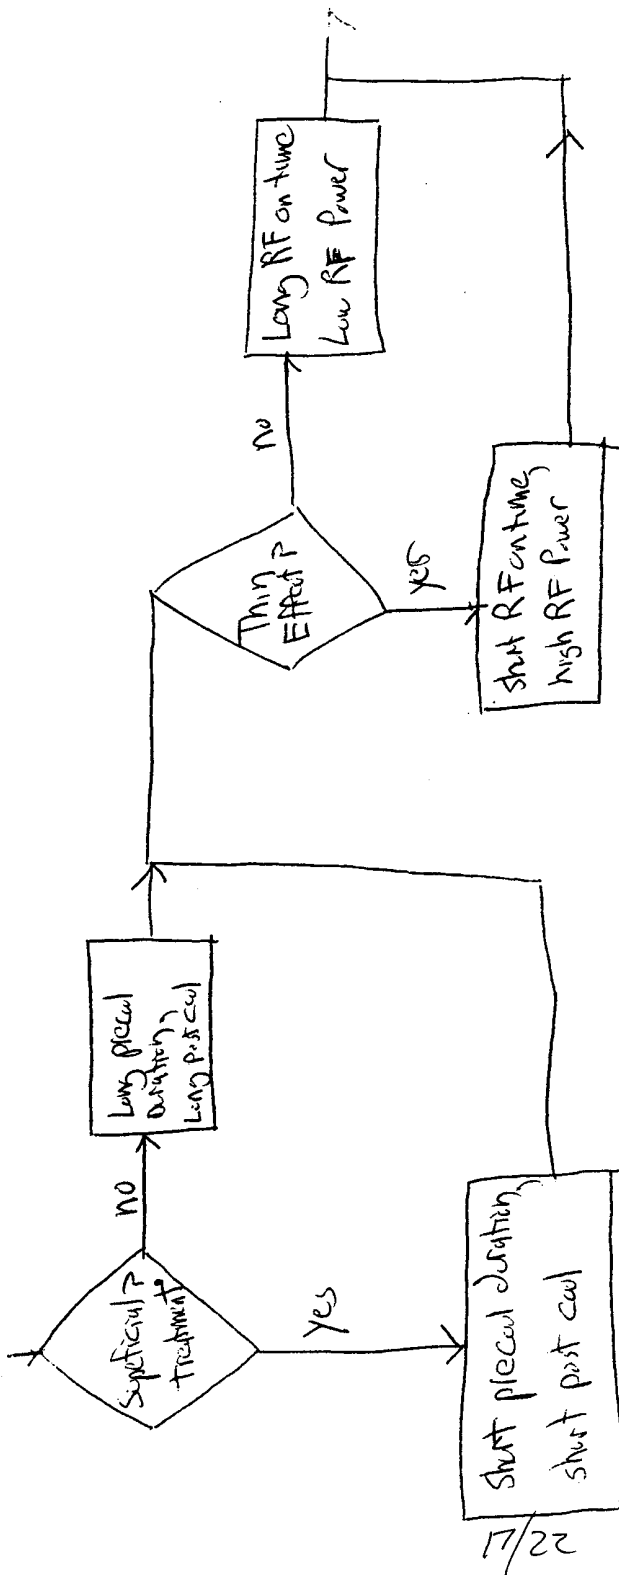 Superficial?
treatment
no
yes
Long precool
duration,
Long post cool
Short precool duration,
short post cool
Thin
Effect?
no
yes
Long RF on time
Low RF Power
Short RF on time,
high RF Power
17/22